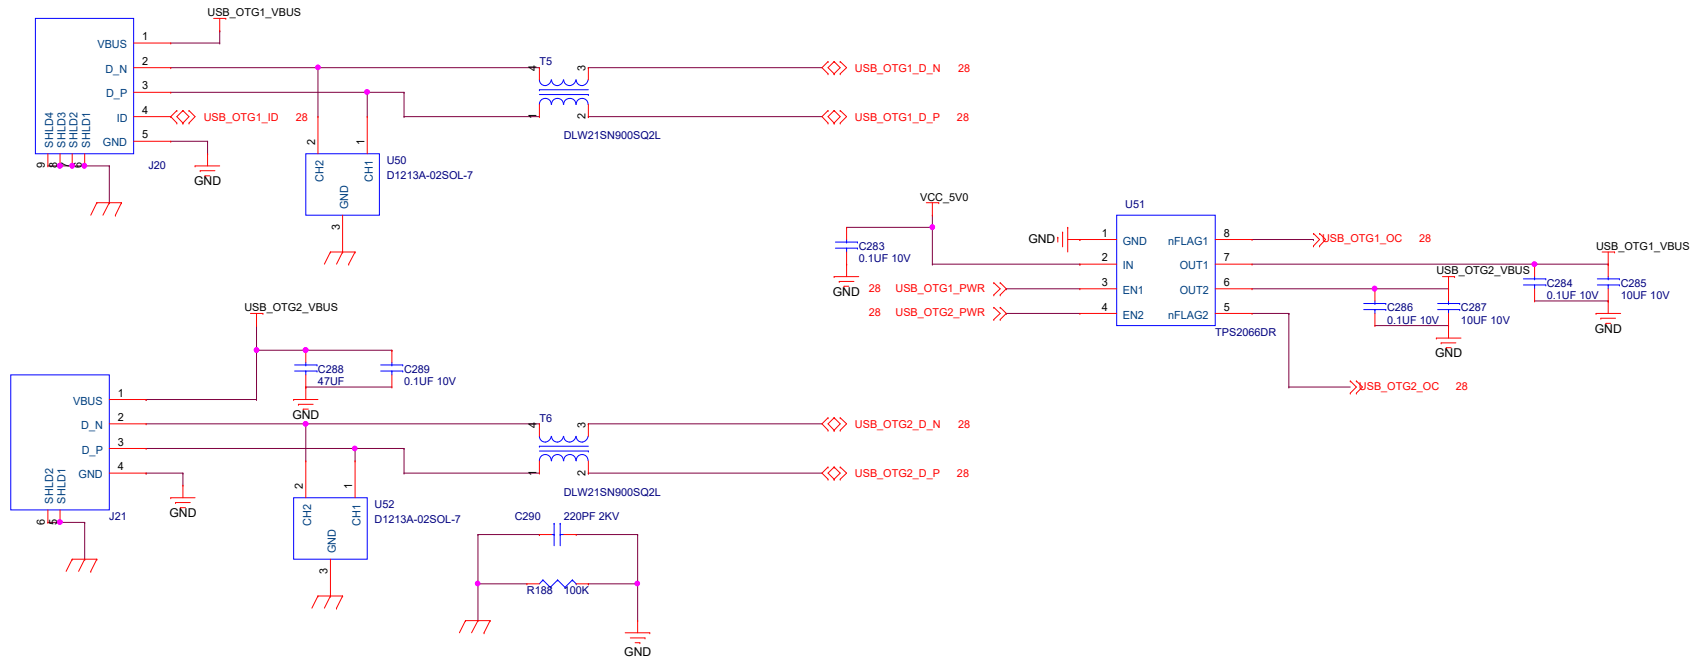 USB_OTG1_VBUS
VBUS 1
D_N 2
D_P 3
ID 4
GND 5
SHLD4
SHLD3
SHLD2
SHLD1
9
8
7
6
J20
USB_OTG1_ID 28
GND
T5
4
3
1
2
DLW21SN900SQ2L
USB_OTG1_D_N 28
USB_OTG1_D_P 28
2
1
CH2
CH1
GND
3
U50
D1213A-02SOL-7
VCC_5V0
C283
0.1UF 10V
GND
GND
28 USB_OTG1_PWR
28 USB_OTG2_PWR
U51
1 GND nFLAG1 8
2 IN OUT1 7
3 EN1 OUT2 6
4 EN2 nFLAG2 5
TPS2066DR
USB_OTG1_OC 28
USB_OTG1_VBUS
USB_OTG2_VBUS
C284
0.1UF 10V
C285
10UF 10V
C286
0.1UF 10V
C287
10UF 10V
GND
GND
USB_OTG2_OC 28
USB_OTG2_VBUS
C288
47UF
C289
0.1UF 10V
GND
VBUS 1
D_N 2
D_P 3
GND 4
SHLD2
SHLD1
6
5
J21
GND
T6
4
3
1
2
DLW21SN900SQ2L
USB_OTG2_D_N 28
USB_OTG2_D_P 28
2
1
CH2
CH1
GND
3
U52
D1213A-02SOL-7
C290 220PF 2KV
R188 100K
GND